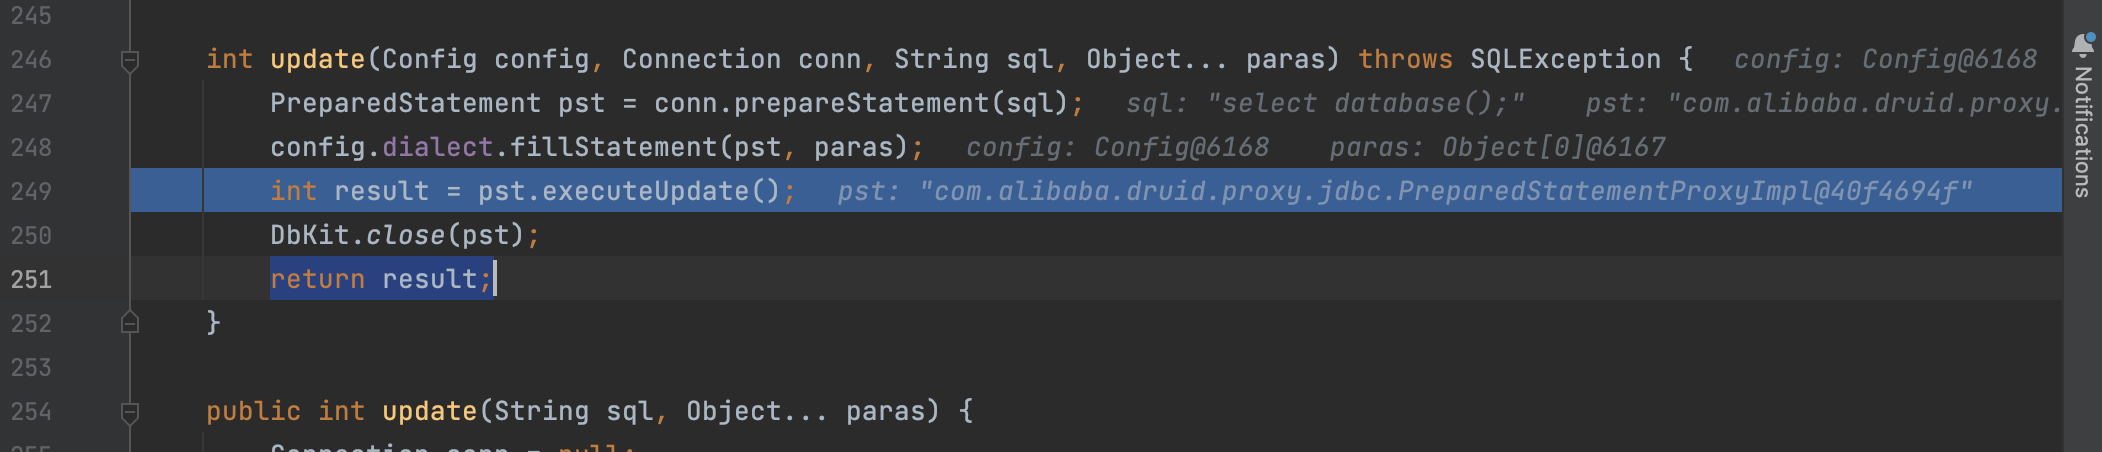 245
246 int update(Config config, Connection conn, String sql, Object... paras) throws SQLException { config: Config@6168
247 PreparedStatement pst = conn.prepareStatement(sql); sql: "select database();" pst: "com.alibaba.druid.proxy.
248 config.dialect.fillStatement(pst, paras); config: Config@6168 paras: Object[0]@6167
249 int result = pst.executeUpdate(); pst: "com.alibaba.druid.proxy.jdbc.PreparedStatementProxyImpl@40f4694f"
250 DbKit.close(pst);
251 return result;
252 }
253
254 public int update(String sql, Object... paras) {
255 Connection conn = null;
Notifications